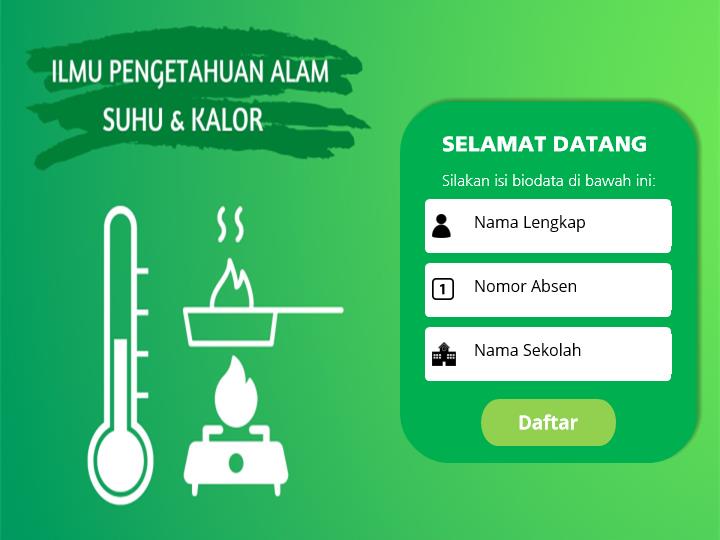 ILMU PENGETAHUAN ALAM
SUHU & KALOR
SELAMAT DATANG
Silakan isi biodata di bawah ini:
Nama Lengkap
1 Nomor Absen
Nama Sekolah
Daftar